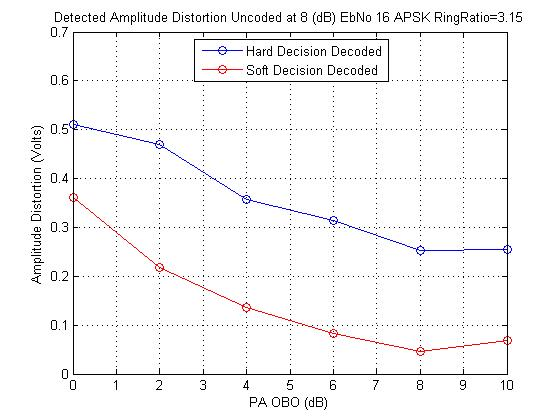 Detected Amplitude Distortion Uncoded at 8 (dB) EbNo 16 APSK RingRatio=3.15
Hard Decision Decoded
Soft Decision Decoded
Amplitude Distortion (Volts)
0.7
0.6
0.5
0.4
0.3
0.2
0.1
0
0 1 2 3 4 5 6 7 8 9 10
PA OBO (dB)